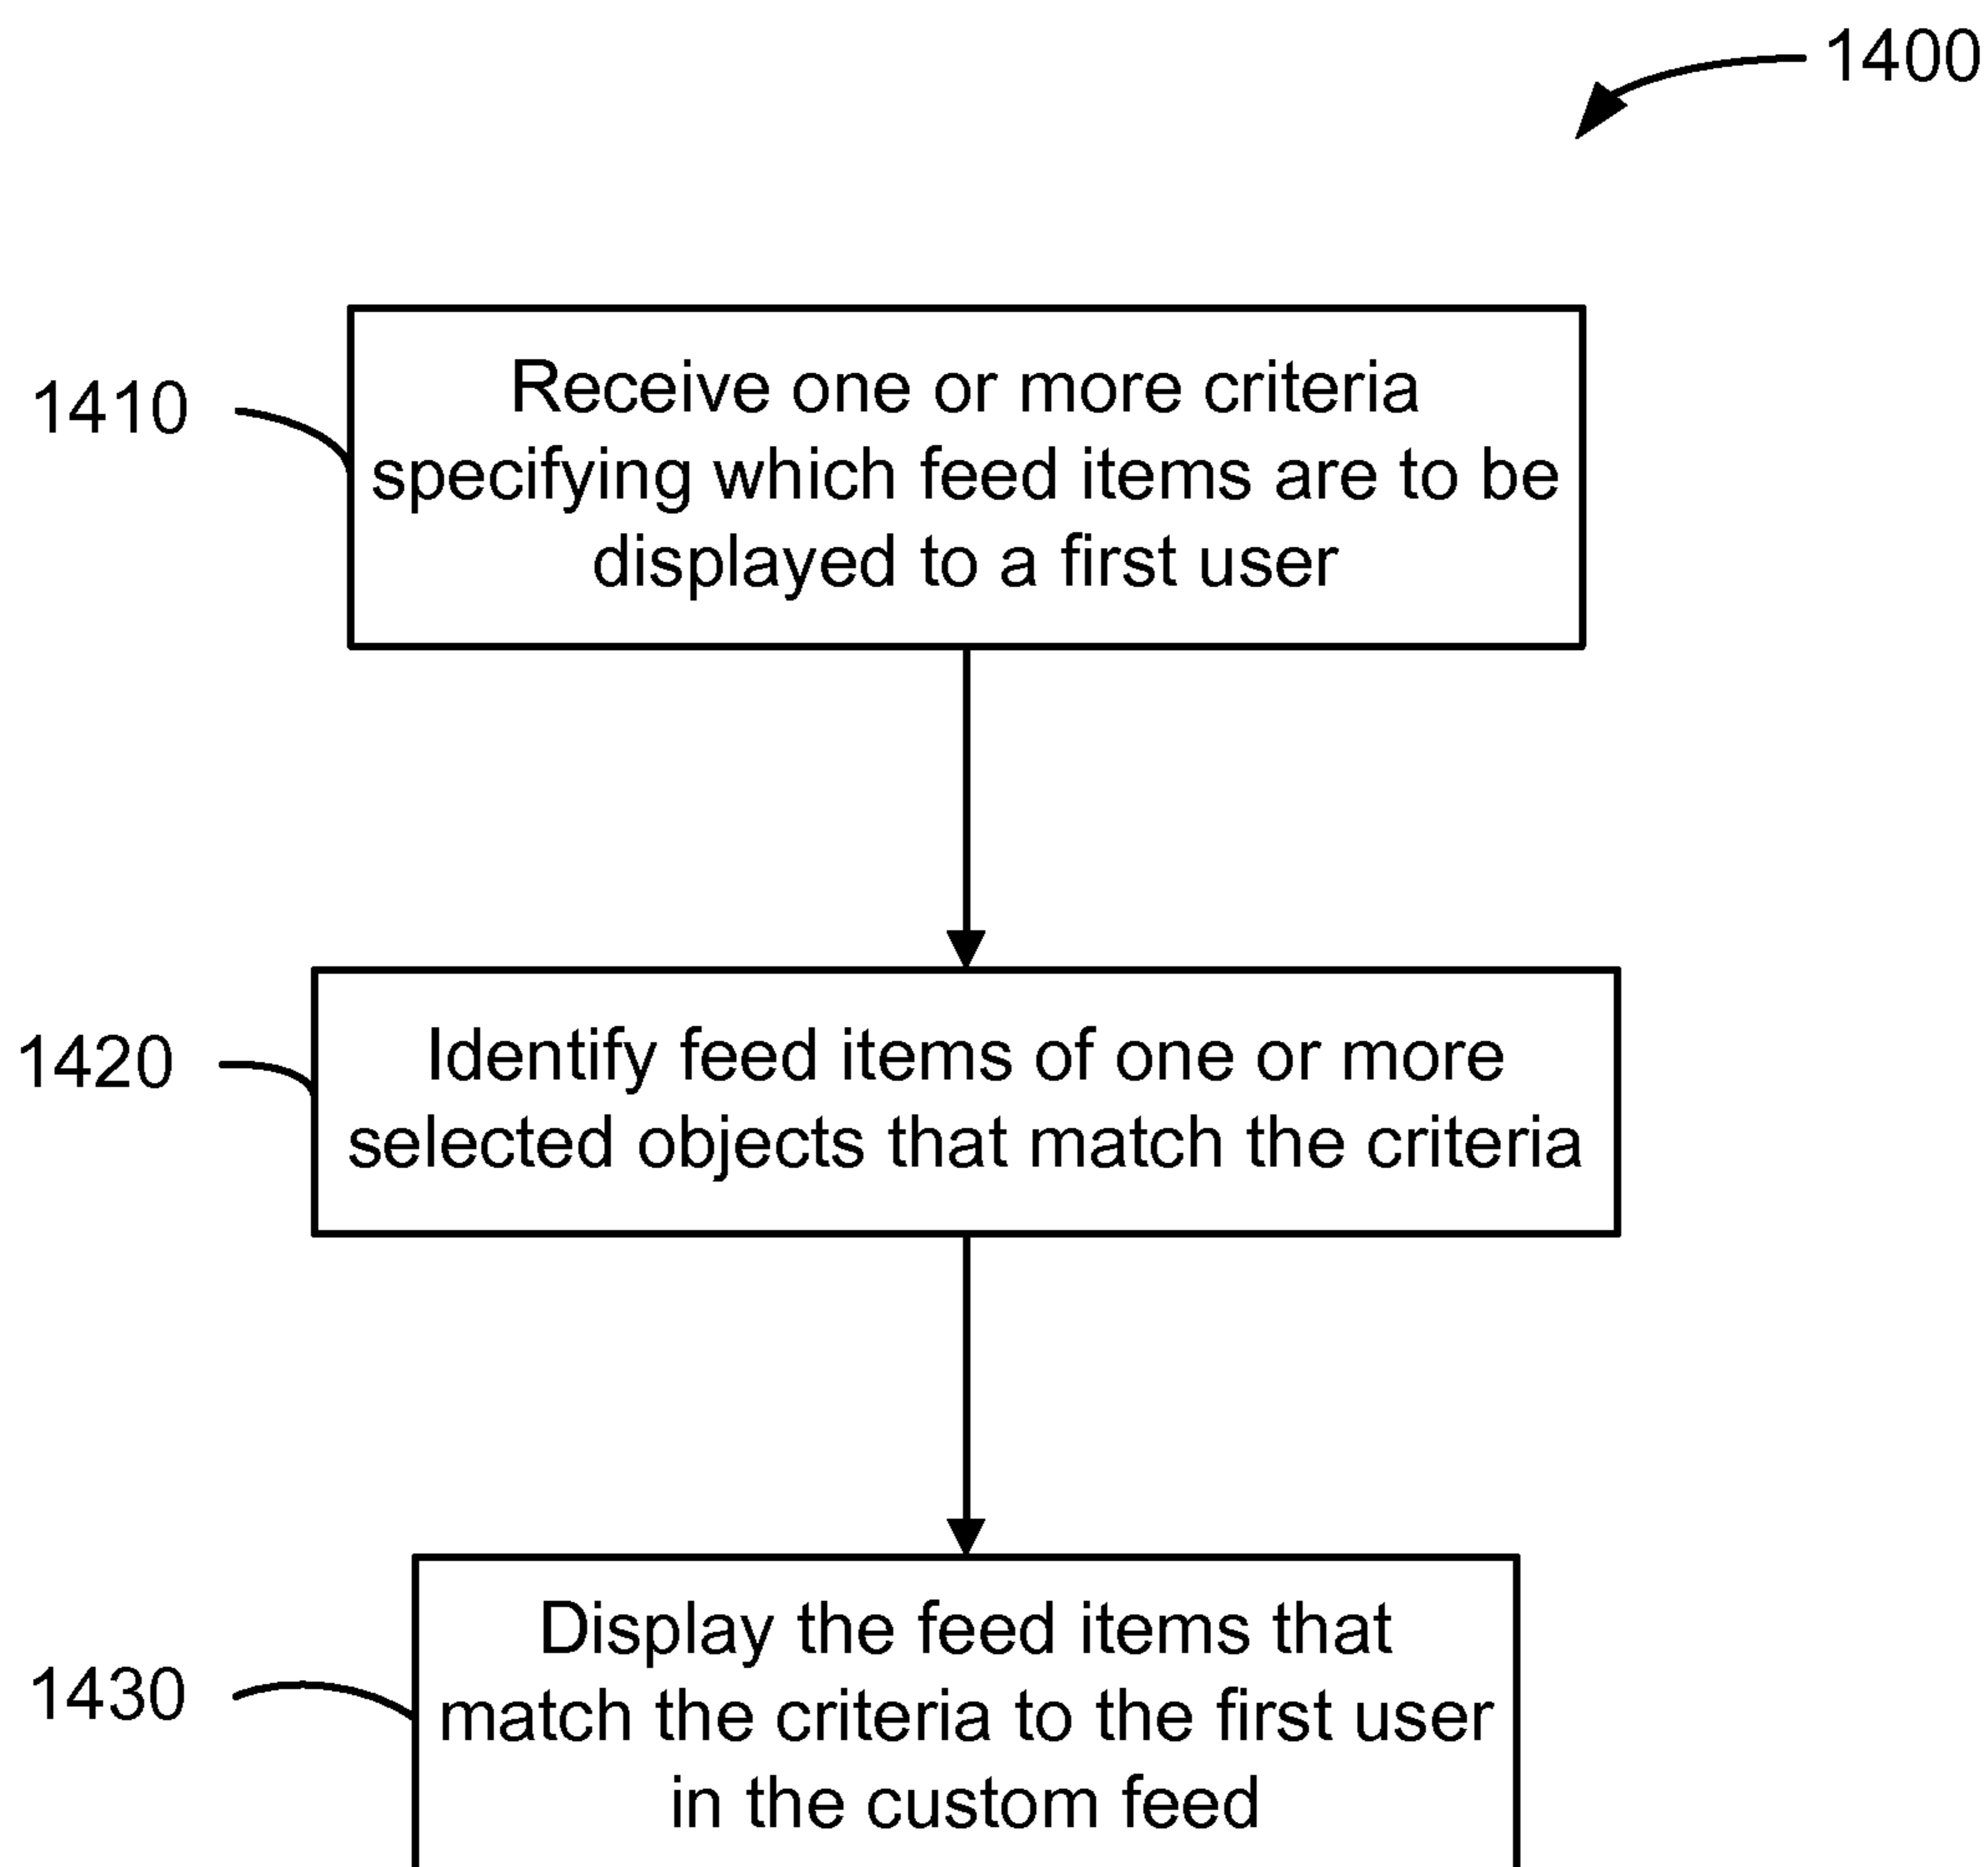 1400
1410
Receive one or more criteria
specifying which feed items are to be
displayed to a first user
1420
Identify feed items of one or more
selected objects that match the criteria
1430
Display the feed items that
match the criteria to the first user
in the custom feed